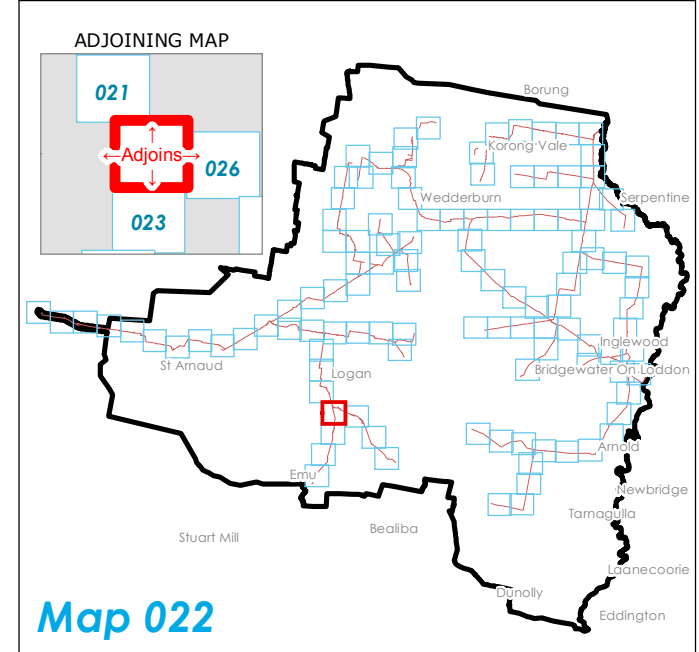 ADJOINING MAP
021
←Adjoins→
026
023
Borung
Korong Vale
Wedderburn
Serpentine
Inglewood
St Arnaud
Logan
Bridgewater On Loddon
Arnold
Emu
Newbridge
Tarnagulla
Stuart Mill
Bealiba
Laanecoorie
Dunolly
Eddington
Map 022